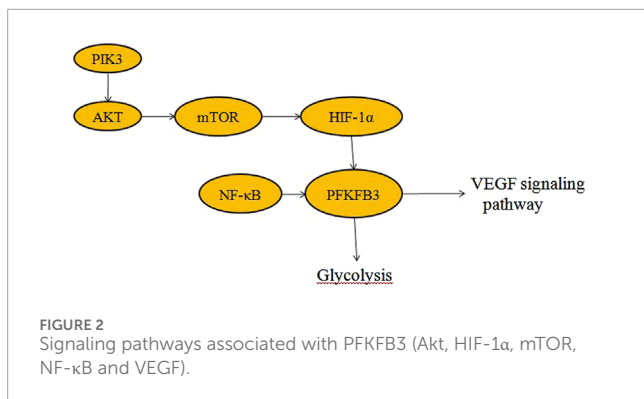 PIK3
AKT
mTOR
HIF-1α
NF-κB
PFKFB3
VEGF signaling
pathway
Glycolysis
FIGURE 2
Signaling pathways associated with PFKFB3 (Akt, HIF-1α, mTOR,
NF-κB and VEGF).